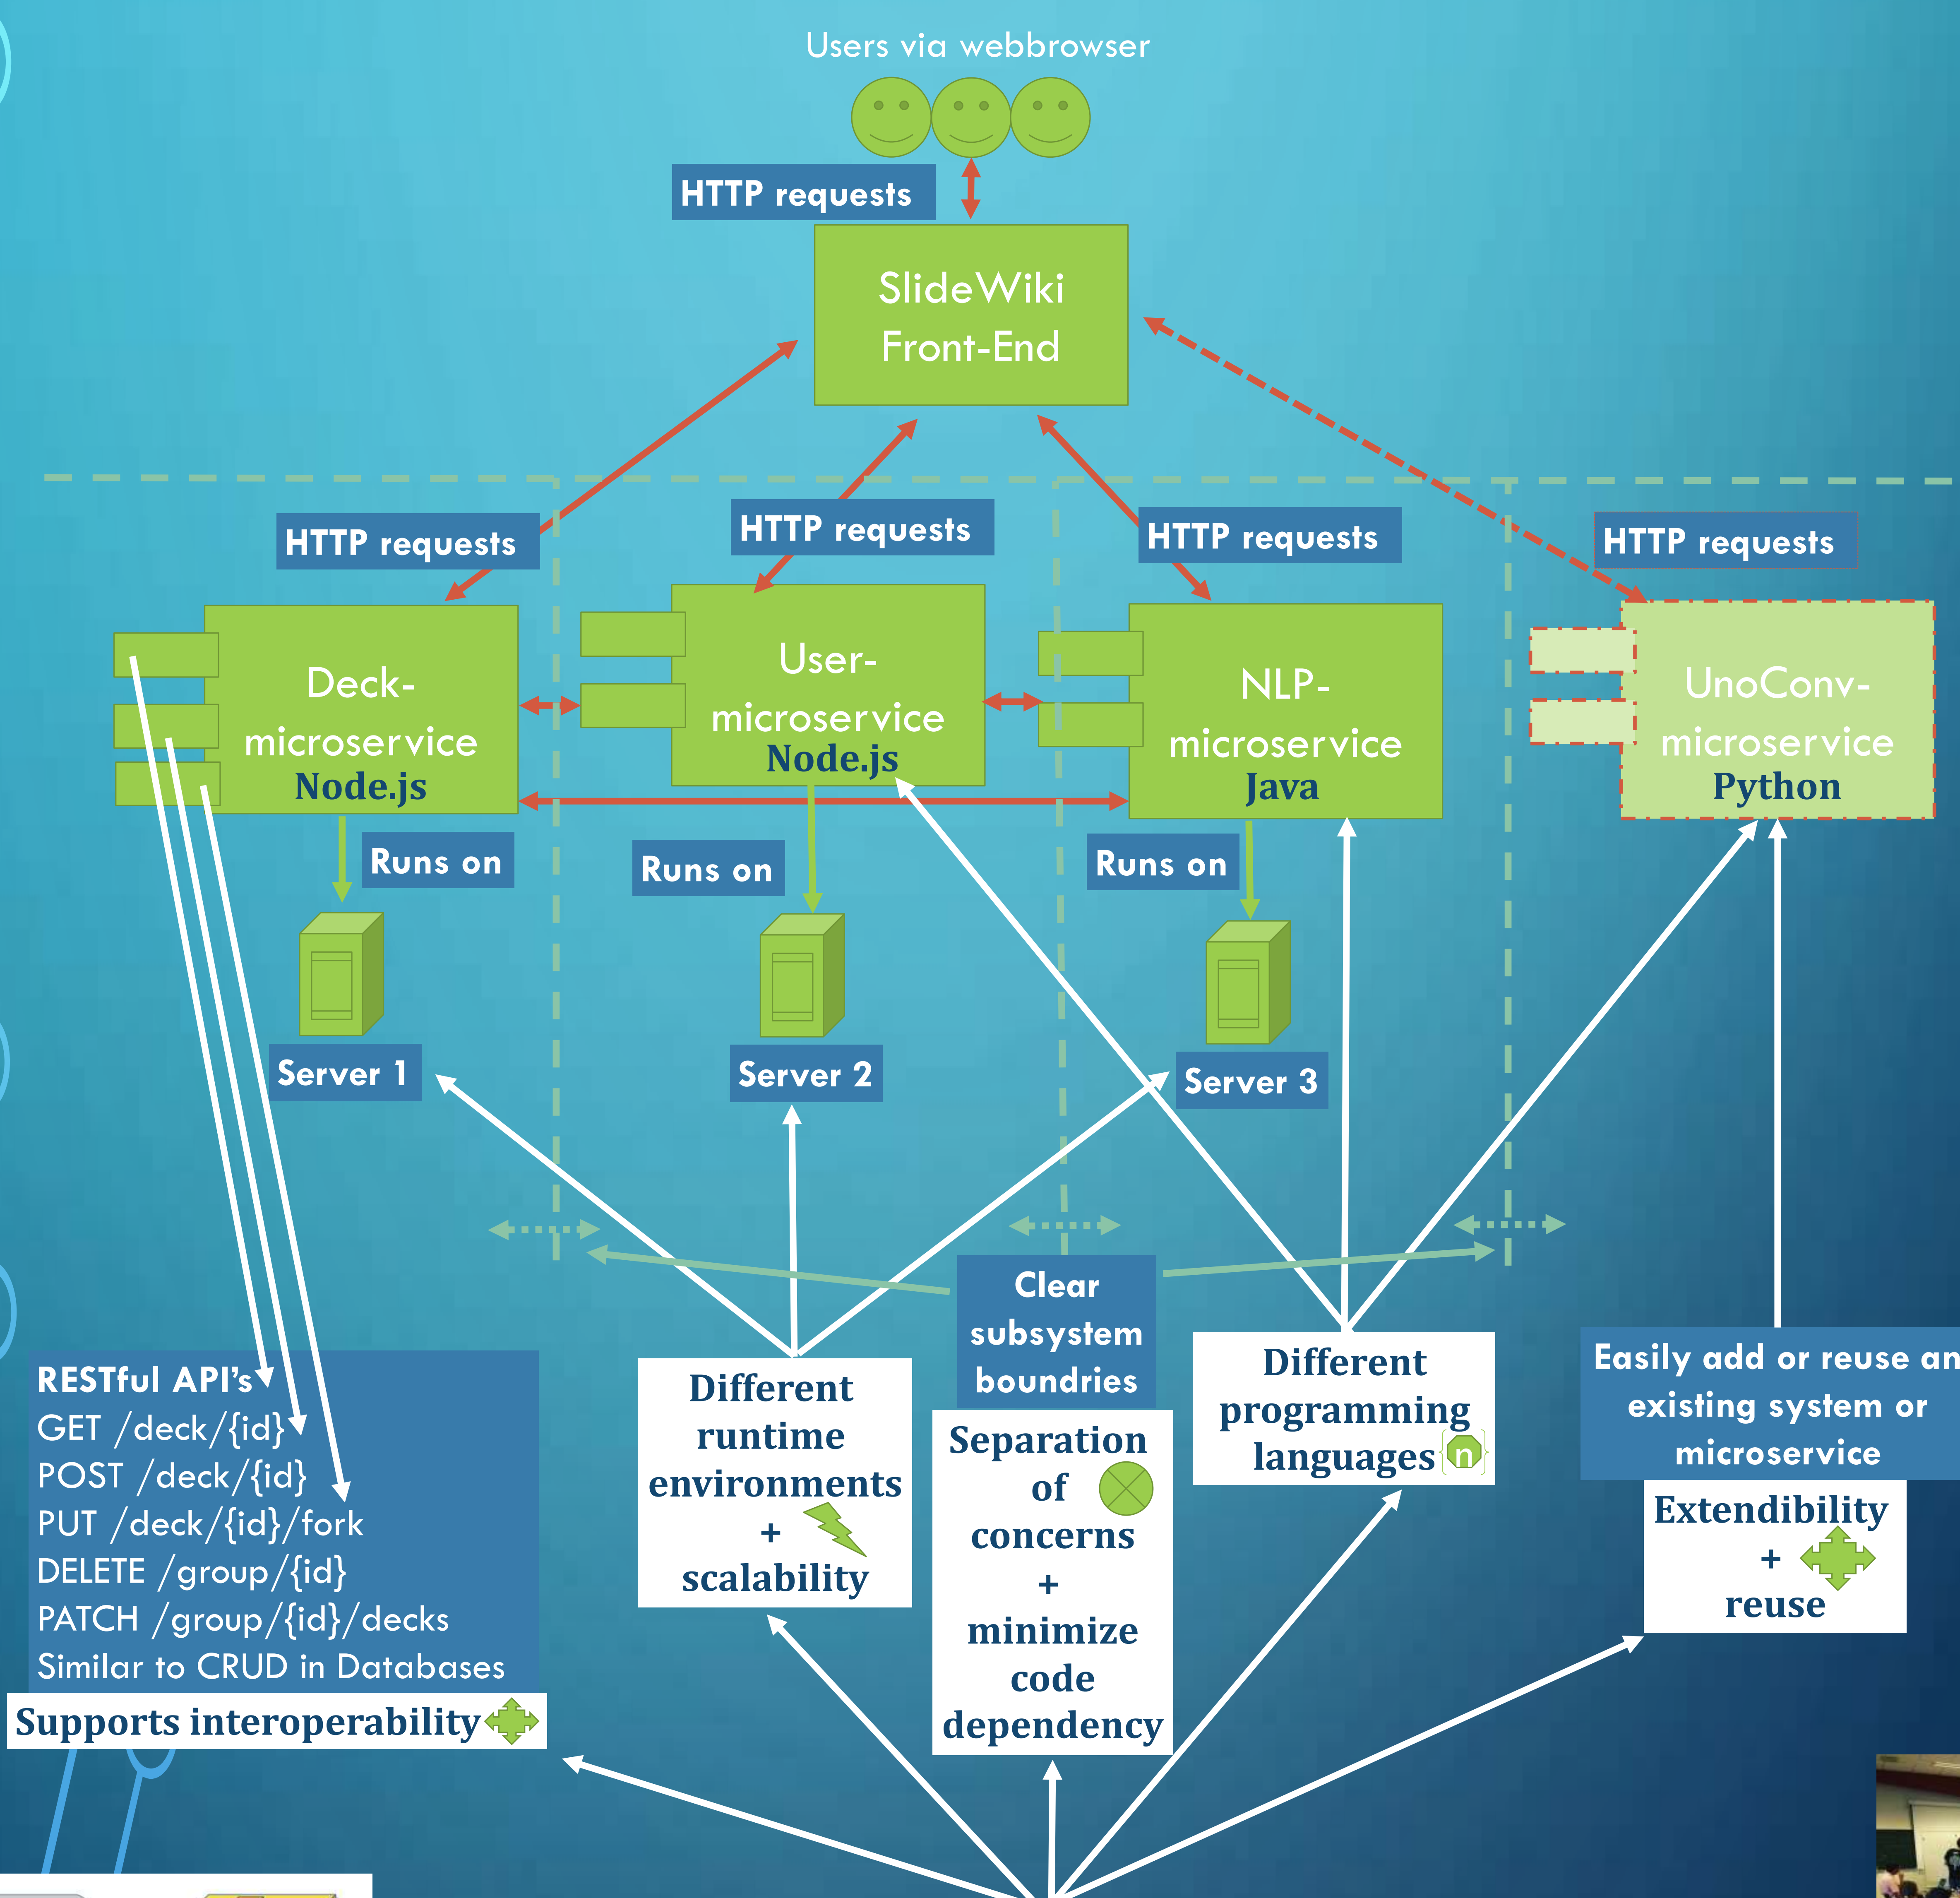 Users via webbrowser
HTTP requests
SlideWiki
Front-End
HTTP requests
HTTP requests
HTTP requests
HTTP requests
Deck-
microservice
Node.js
User-
microservice
Node.js
NLP-
microservice
Java
UnoConv-
microservice
Python
Runs on
Runs on
Runs on
Server 1
Server 2
Server 3
Clear
subsystem
boundries
RESTful API's
GET /deck/{id}
POST /deck/{id}
PUT /deck/{id}/fork
DELETE /group/{id}
PATCH /group/{id}/decks
Similar to CRUD in Databases
Supports interoperability
Different
runtime
environments
+
scalability
Separation
of
concerns
+
minimize
code
dependency
Different
programming
languages
n
Easily add or reuse an
existing system or
microservice
Extendibility
+
reuse